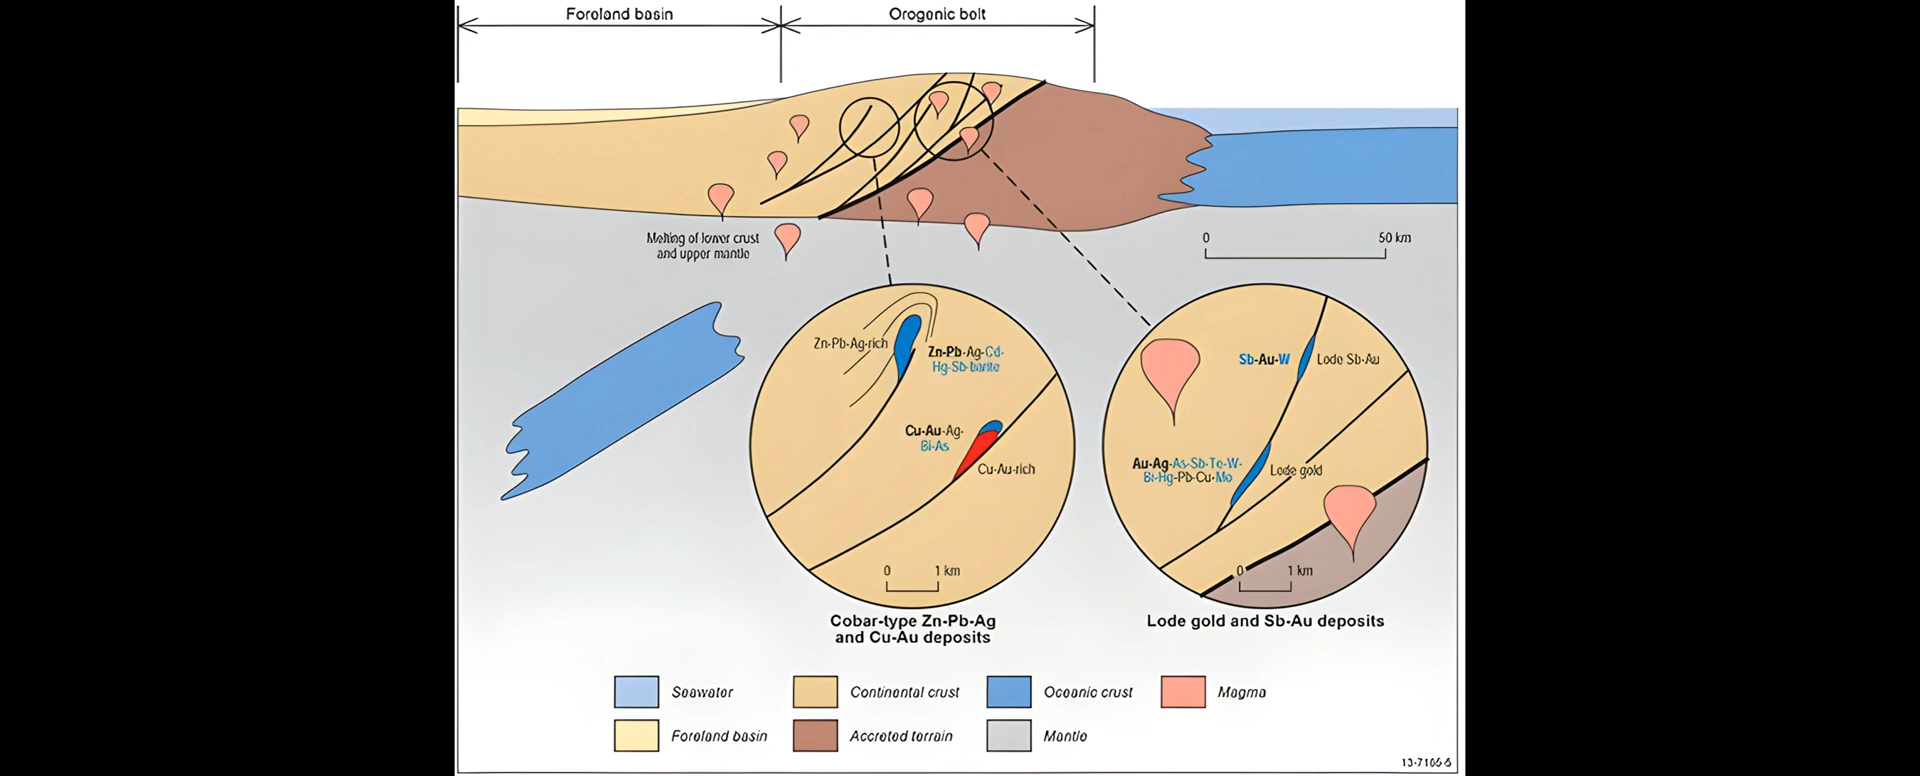 Foreland basin
Orogenic belt
Melting of lower crust
and upper mantle
0 50 km
Zn-Pb-Ag-rich
Zn-Pb-Ag-Cd-
Hg-Sb-barite
Cu-Au-Ag-
Bi-As
Cu-Au-rich
0 1 km
Cobar-type Zn-Pb-Ag
and Cu-Au deposits
Sb-Au-W
Lode Sb-Au
Au-Ag-As-Sb-Te-W-
Bi-Hg-Pb-Cu-Mo
Lode gold
0 1 km
Lode gold and Sb-Au deposits
Seawater
Continental crust
Oceanic crust
Magma
Foreland basin
Accreted terrain
Mantle
13-7165-5